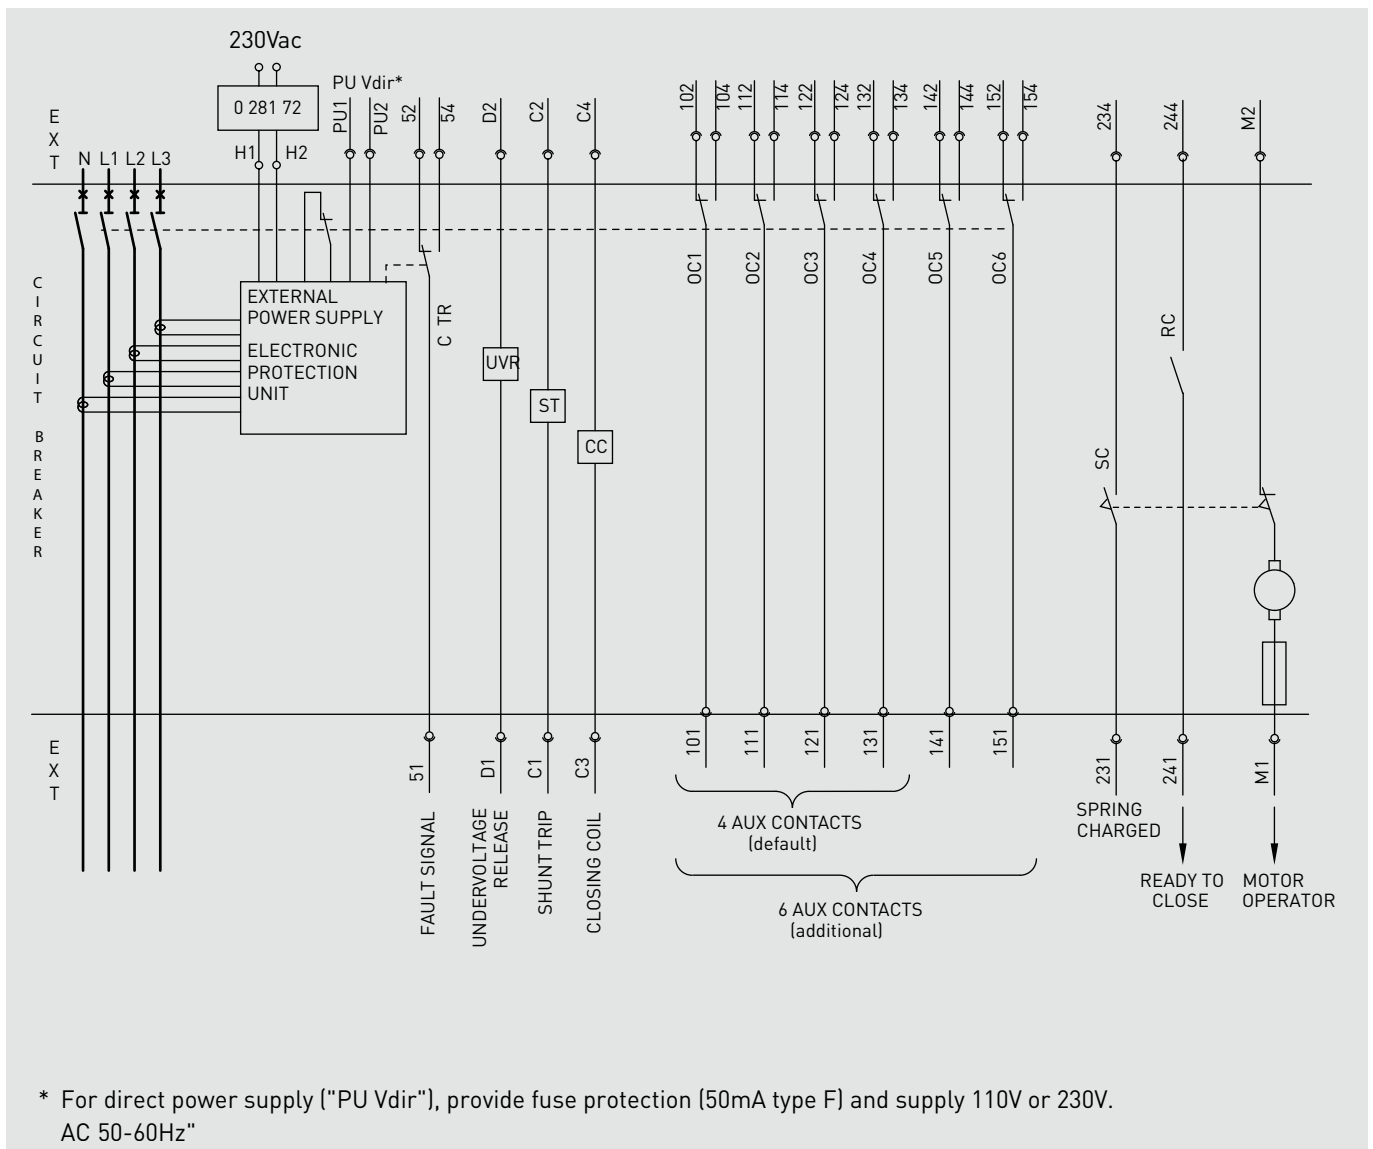 230Vac
0 281 72
PU Vdir*
PU1
PU2
52
54
D2
C2
C4
102
104
112
114
122
124
132
134
142
144
152
154
234
244
M2
EXT
H1
H2
N L1 L2 L3
CIRCUIT BREAKER
EXTERNAL
POWER SUPPLY
ELECTRONIC
PROTECTION
UNIT
C TR
UVR
ST
CC
OC1
OC2
OC3
OC4
OC5
OC6
RC
SC
EXT
51
D1
C1
C3
101
111
121
131
141
151
231
241
M1
FAULT SIGNAL
UNDERVOLTAGE
RELEASE
SHUNT TRIP
CLOSING COIL
4 AUX CONTACTS
(default)
6 AUX CONTACTS
(additional)
SPRING
CHARGED
READY TO
CLOSE
MOTOR
OPERATOR
* For direct power supply ("PU Vdir"), provide fuse protection (50mA type F) and supply 110V or 230V.
AC 50-60Hz"